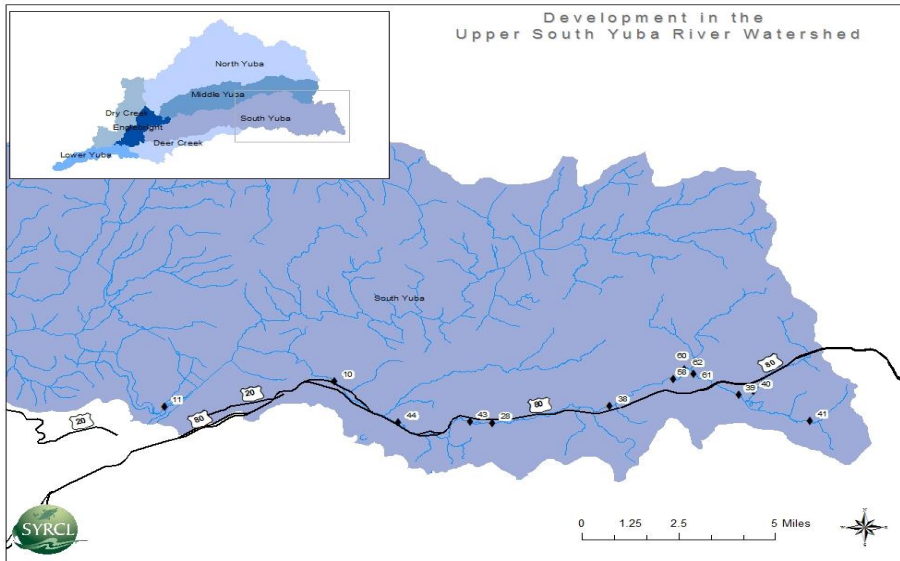 Development in the
Upper South Yuba River Watershed
North Yuba
Middle Yuba
Dry Creek
South Yuba
Englebright
Deer Creek
Lower Yuba
South Yuba
60
62
58
61
80
10
39
40
20
11
38
80
44
43
28
41
20
80
SYRCL
0 1.25 2.5 5 Miles